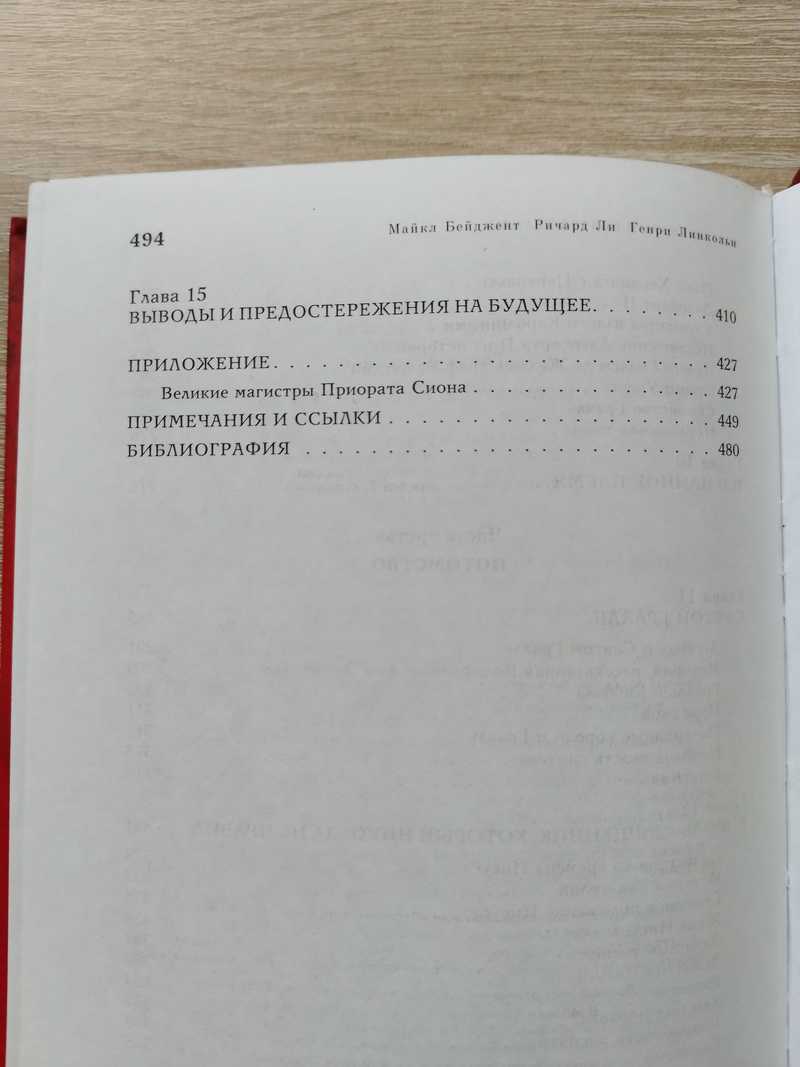 494 Майкл Бейджент Ричард Ли Генри Линкольн
Глава 15
ВЫВОДЫ И ПРЕДОСТЕРЕЖЕНИЯ НА БУДУЩЕЕ. . . . . . . . 410
ПРИЛОЖЕНИЕ. . . . . . . . . . . . . . . . . . . . . . . . . . . . . 427
Великие магистры Приората Сиона . . . . . . . . . . . . . . . . 427
ПРИМЕЧАНИЯ И ССЫЛКИ . . . . . . . . . . . . . . . . . . . . . . 449
БИБЛИОГРАФИЯ . . . . . . . . . . . . . . . . . . . . . . . . . . . 480